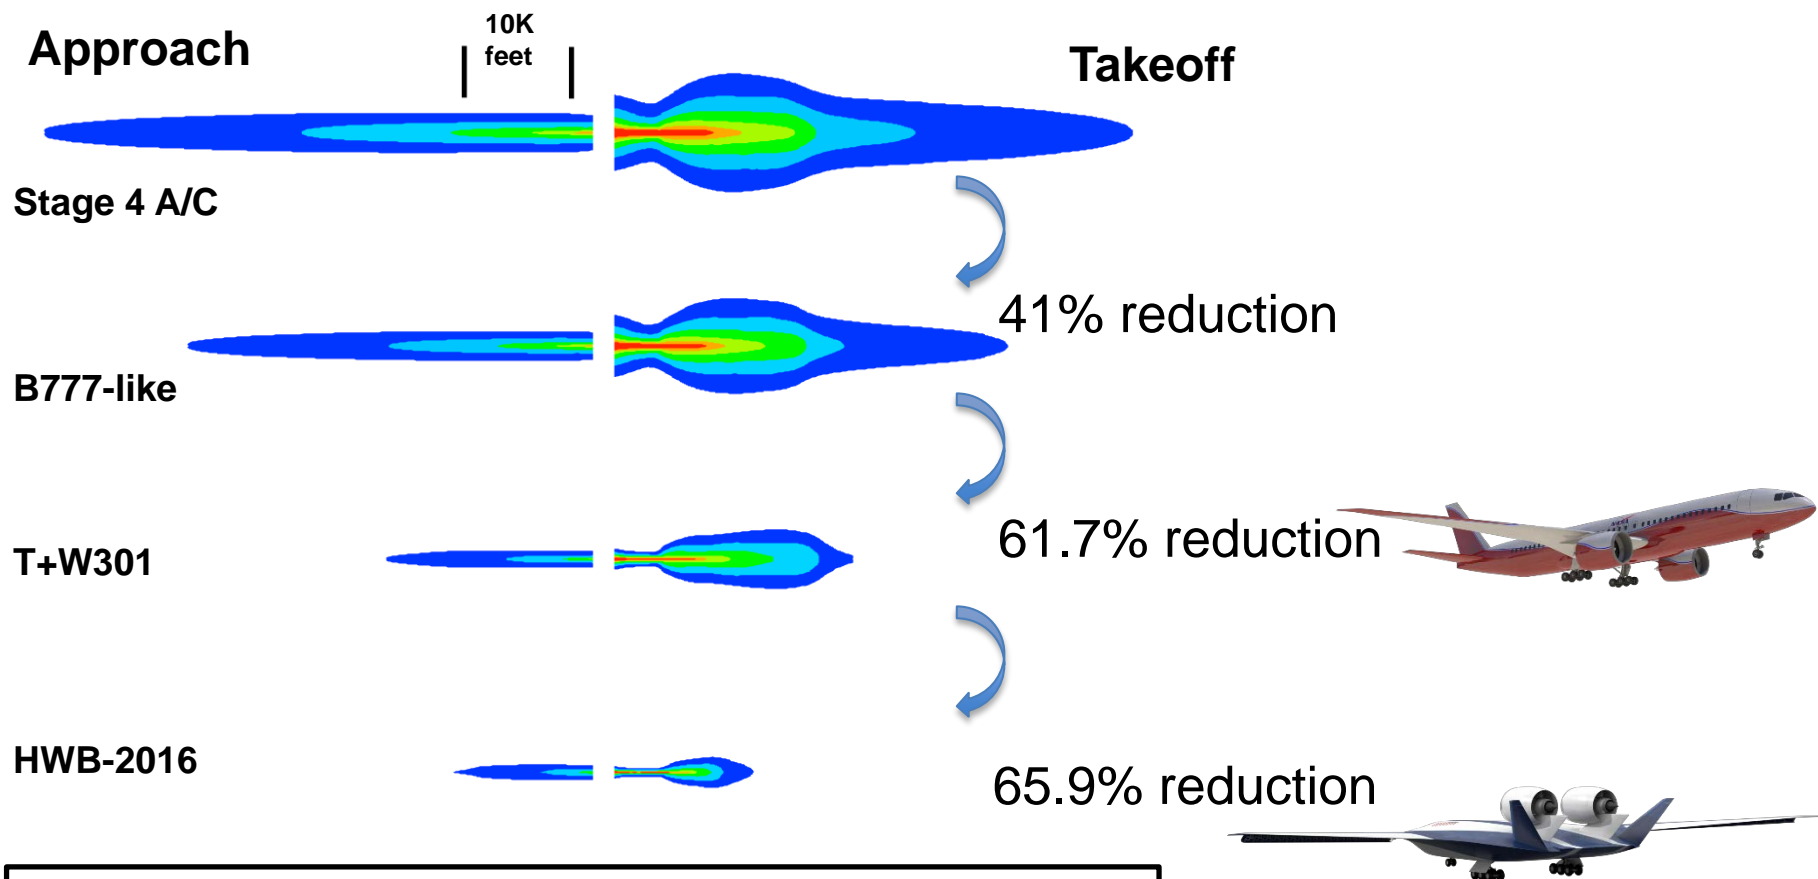 Approach
10K
feet
Takeoff
Stage 4 A/C
41% reduction
B777-like
61.7% reduction
T+W301
HWB-2016
65.9% reduction